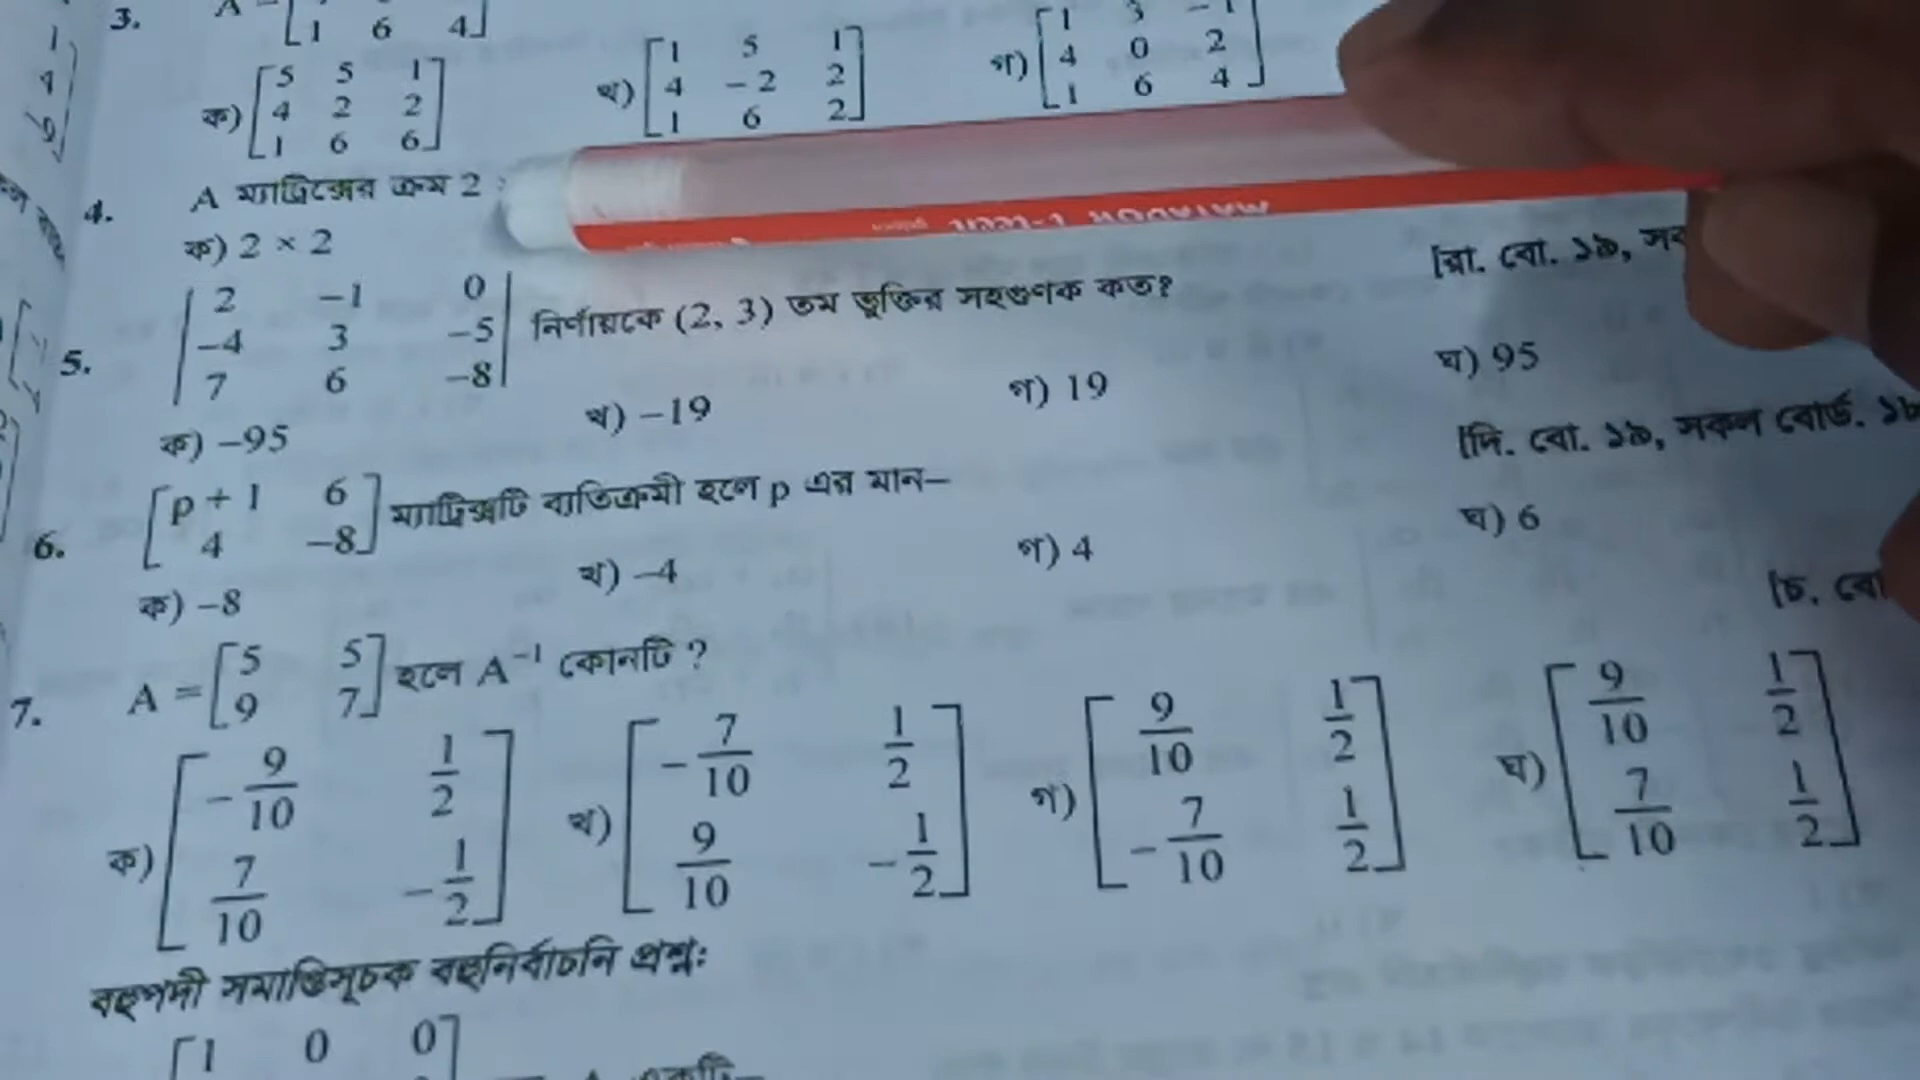 3. A
1 6 4
ক) [5 5 1
4 2 2
1 6 6]
খ) [1 5 1
4 -2 2
1 6 2]
গ) [1 3 -1
4 0 2
1 6 4]
4. A ম্যাট্রিক্সের ক্রম 2
ক) 2 × 2
5. |2 -1 0
-4 3 -5
7 6 -8| নির্ণায়কে (2, 3) তম ভুক্তির সহগুণক কত?
[রা. বো. ১৯,
ক) -95 খ) -19 গ) 19 ঘ) 95
[দি. বো. ১৯, সকল বোর্ড. ১৮
6. [p + 1 6
4 -8] ম্যাট্রিক্সটি ব্যতিক্রমী হলে p এর মান–
ক) -8 খ) -4 গ) 4 ঘ) 6
[চ.
7. A = [5 5
9 7] হলে A⁻¹ কোনটি ?
ক) [-9/10 1/2
7/10 -1/2]
খ) [-7/10 1/2
9/10 -1/2]
গ) [9/10 1/2
-7/10 1/2]
ঘ) [9/10 1/2
7/10 1/2]
বহুপদী সমাপ্তিসূচক বহুনির্বাচনি প্রশ্ন:
[1 0 0]
A একটি–